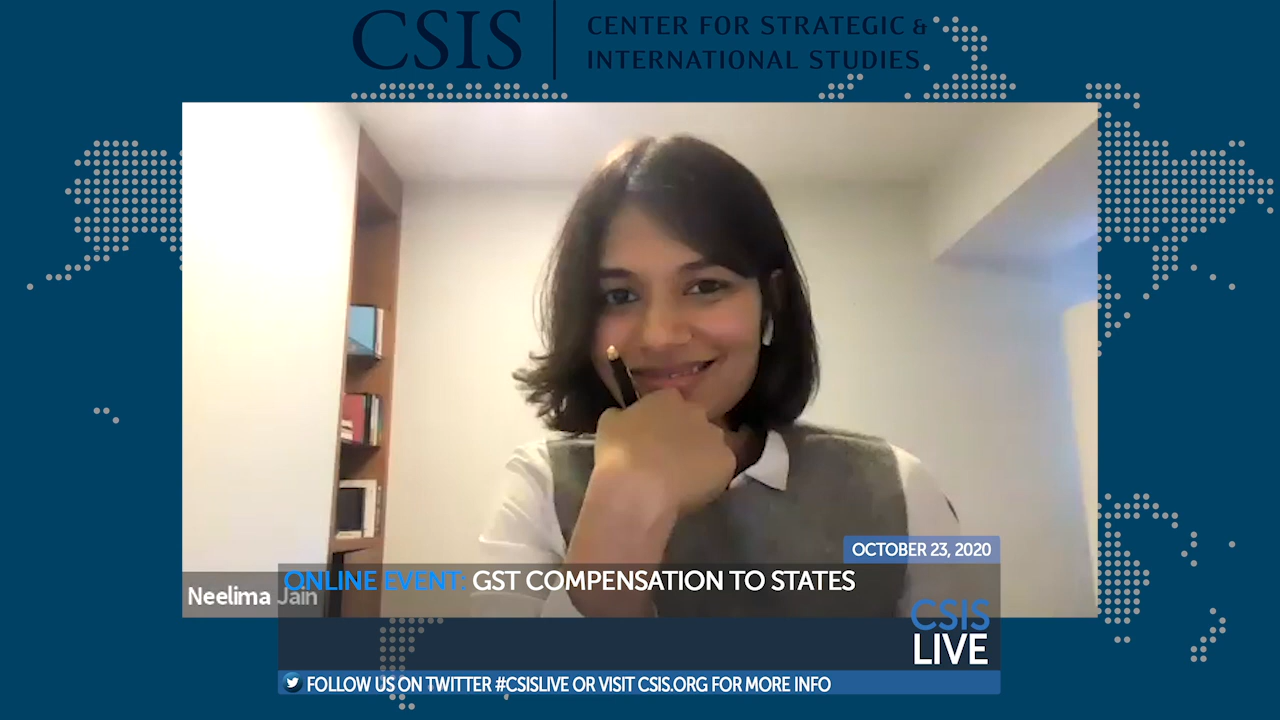 CSIS
CENTER FOR STRATEGIC &
INTERNATIONAL STUDIES
OCTOBER 23, 2020
ONLINE EVENT: GST COMPENSATION TO STATES
Neelima Jain
CSIS
LIVE
FOLLOW US ON TWITTER #CSISLIVE OR VISIT CSIS.ORG FOR MORE INFO